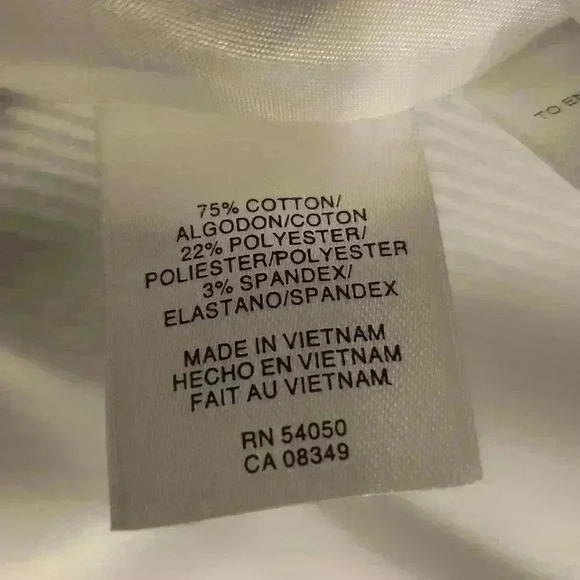 75% COTTON/
ALGODON/COTON
22% POLYESTER/
POLIESTER/POLYESTER
3% SPANDEX/
ELASTANO/SPANDEX
MADE IN VIETNAM
HECHO EN VIETNAM
FAIT AU VIETNAM
RN 54050
CA 08349
TO